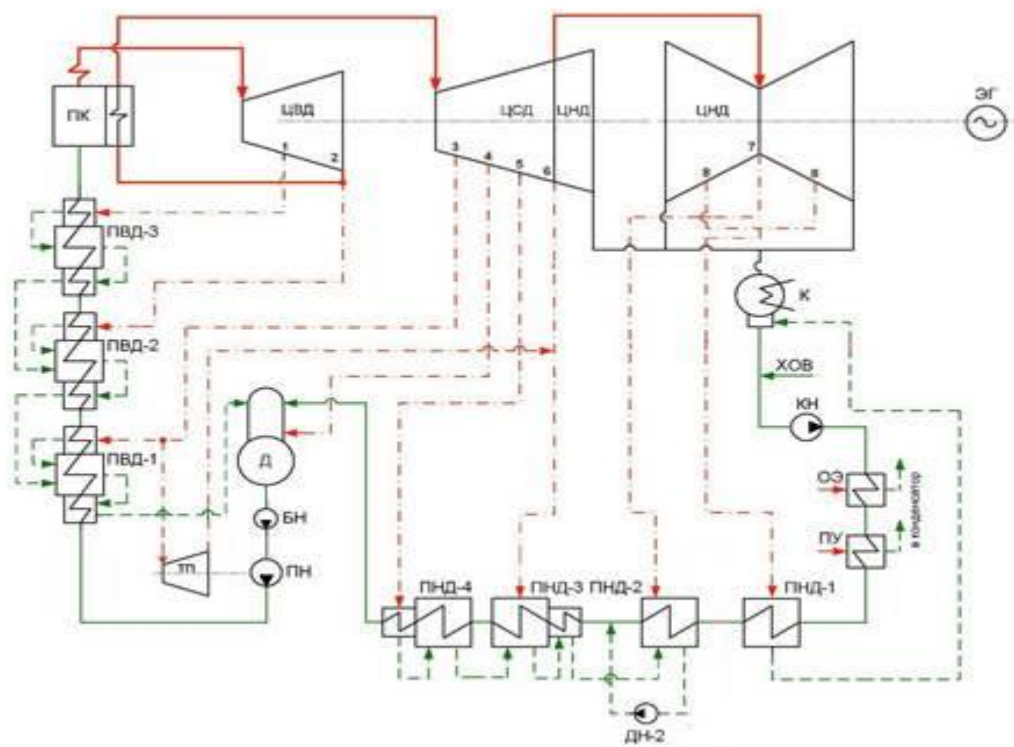 ПК
ЦВД
1
2
ЦСД
ЦНД
3
4
5
6
ЦНД
7
8
8
ЭГ
ПВД-3
ПВД-2
ПВД-1
К
ХОВ
КН
ОЭ
ПУ
в конденсатор
Д
БН
ПН
ТП
ПНД-4
ПНД-3
ПНД-2
ПНД-1
ДН-2